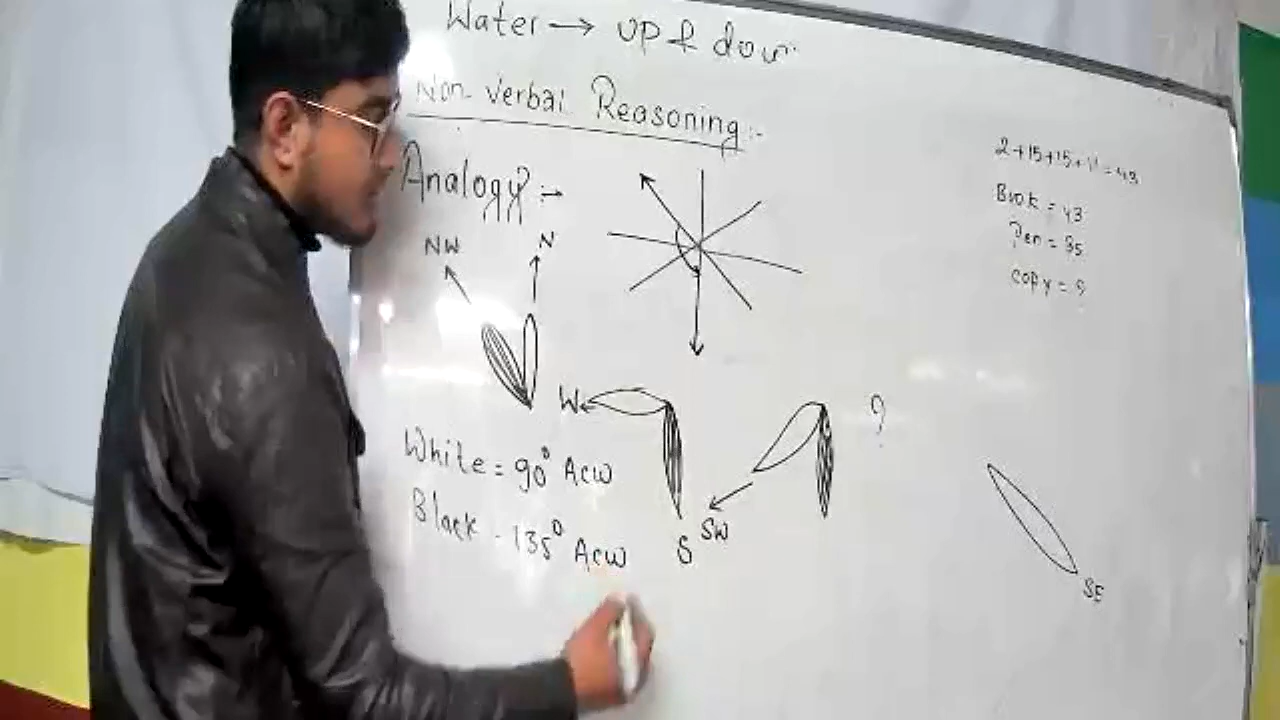 Water → up & down
Non-Verbal Reasoning:-
Analogy :→
NW
N
W
?
White = 90° Acw
Black - 135° Acw
S
SW
SE
2+15+15+11=43
Book = 43
Pen = 35
Copy = ?